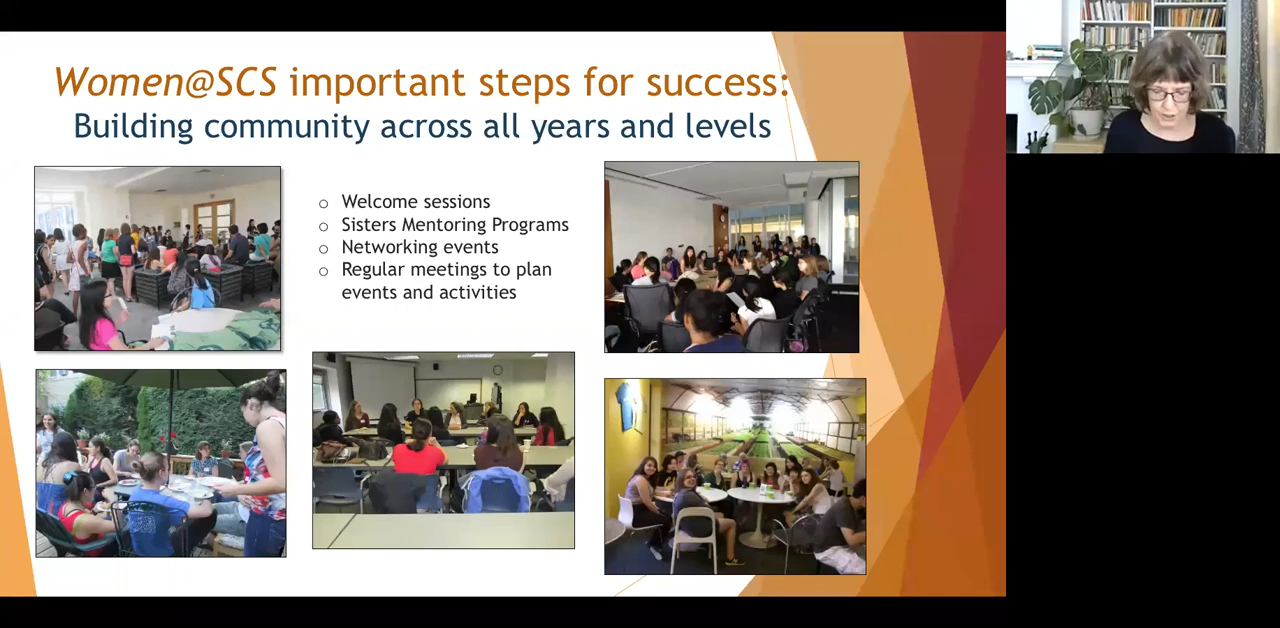 Women@SCS important steps for success:
Building community across all years and levels
o Welcome sessions
o Sisters Mentoring Programs
o Networking events
o Regular meetings to plan
events and activities